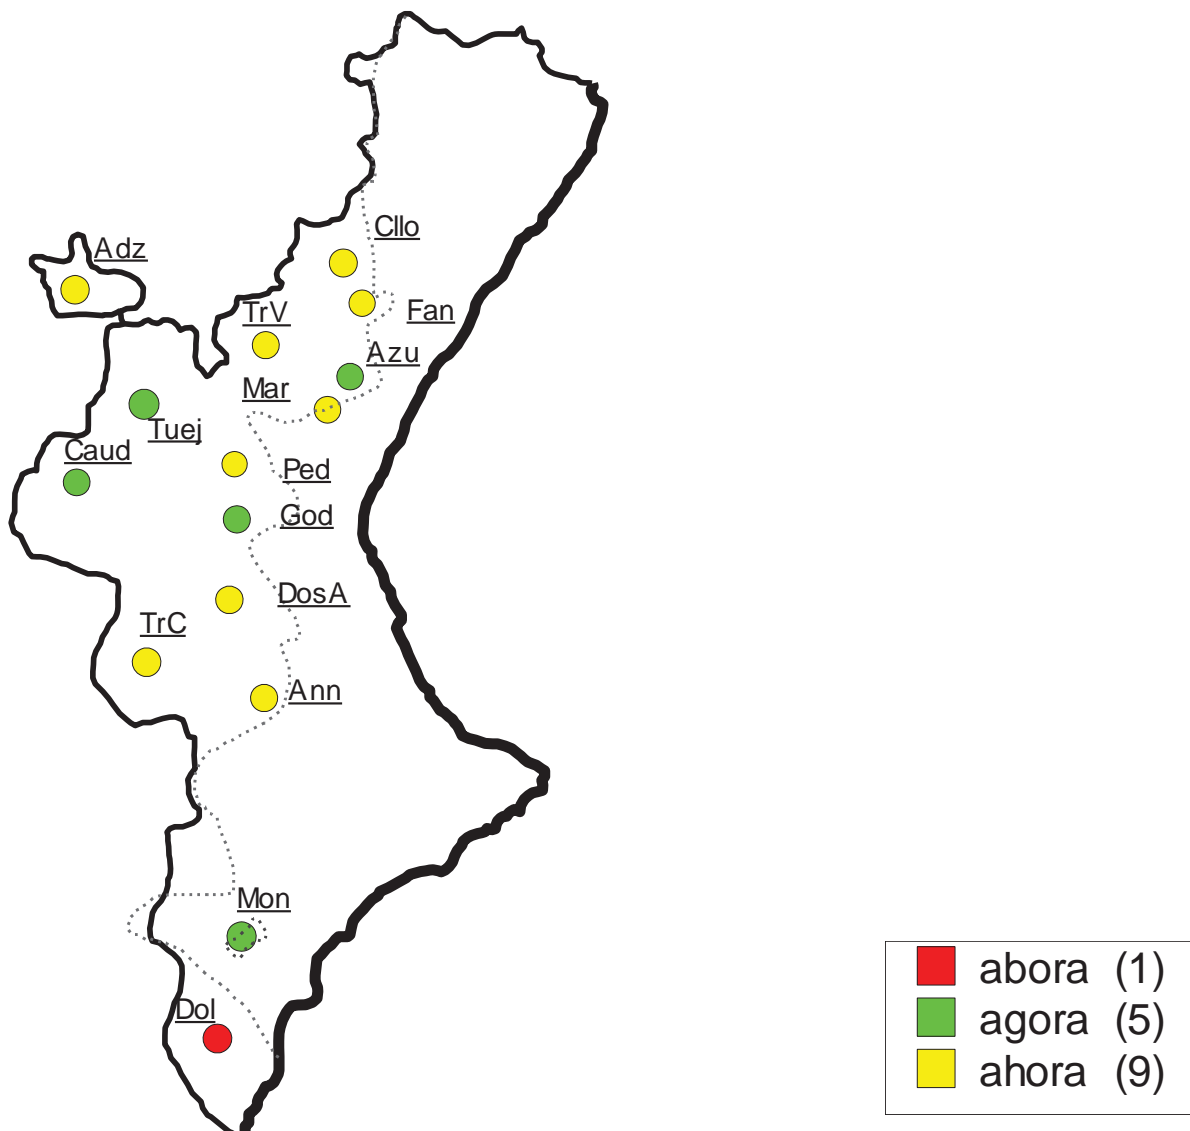 Cllo
Adz
TrV
Fan
Azu
Mar
Tuej
Caud
Ped
God
DosA
TrC
Ann
Mon
Dol
abora (1)
agora (5)
ahora (9)